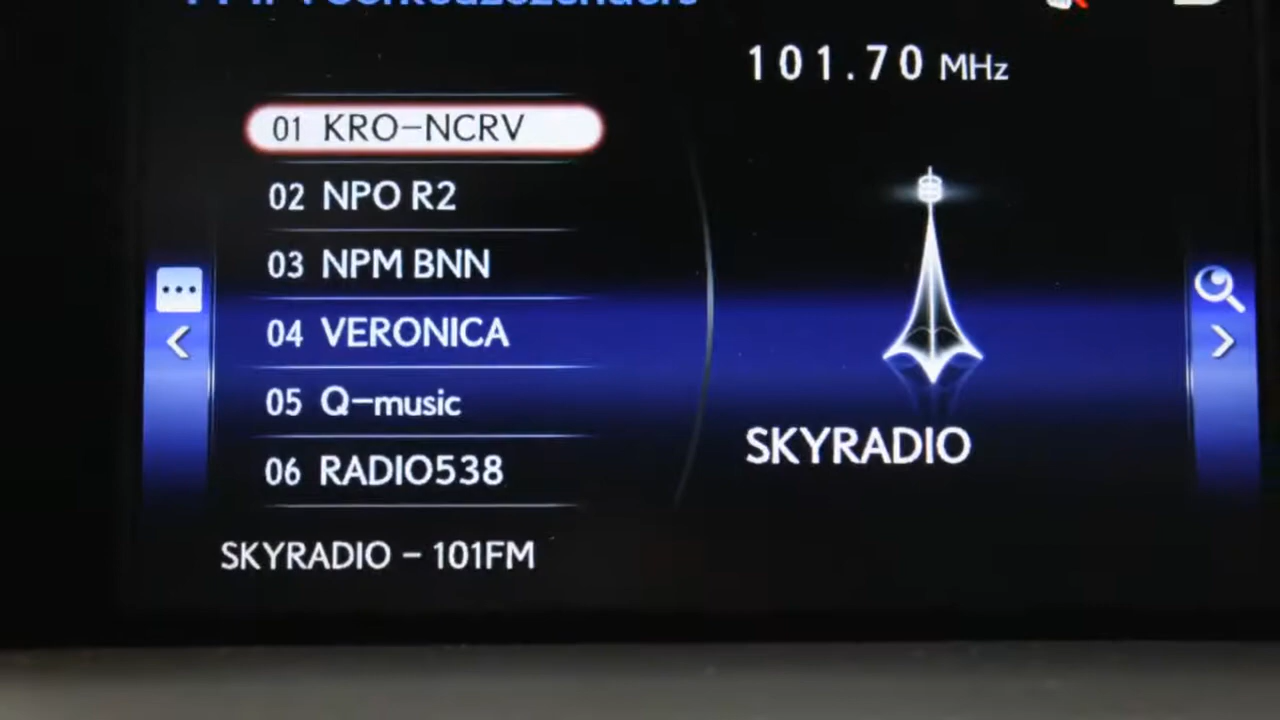 101.70 MHz
01 KRO-NCRV
02 NPO R2
03 NPM BNN
04 VERONICA
05 Q-music
06 RADIO538
SKYRADIO
SKYRADIO - 101FM